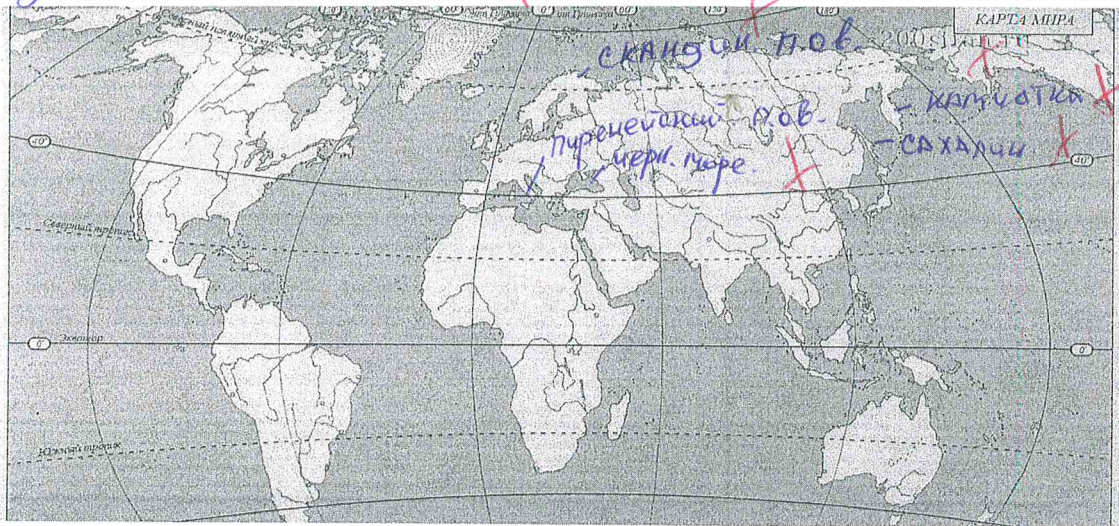 КАРТА МИРА
СКАНДИН П.ОВ.
Пиренейский П.ОВ.
черн. море.
- КАМЧАТКА
- САХАЛИН
40°
40°
Северный тропик
0°
Экватор
0°
Южный тропик